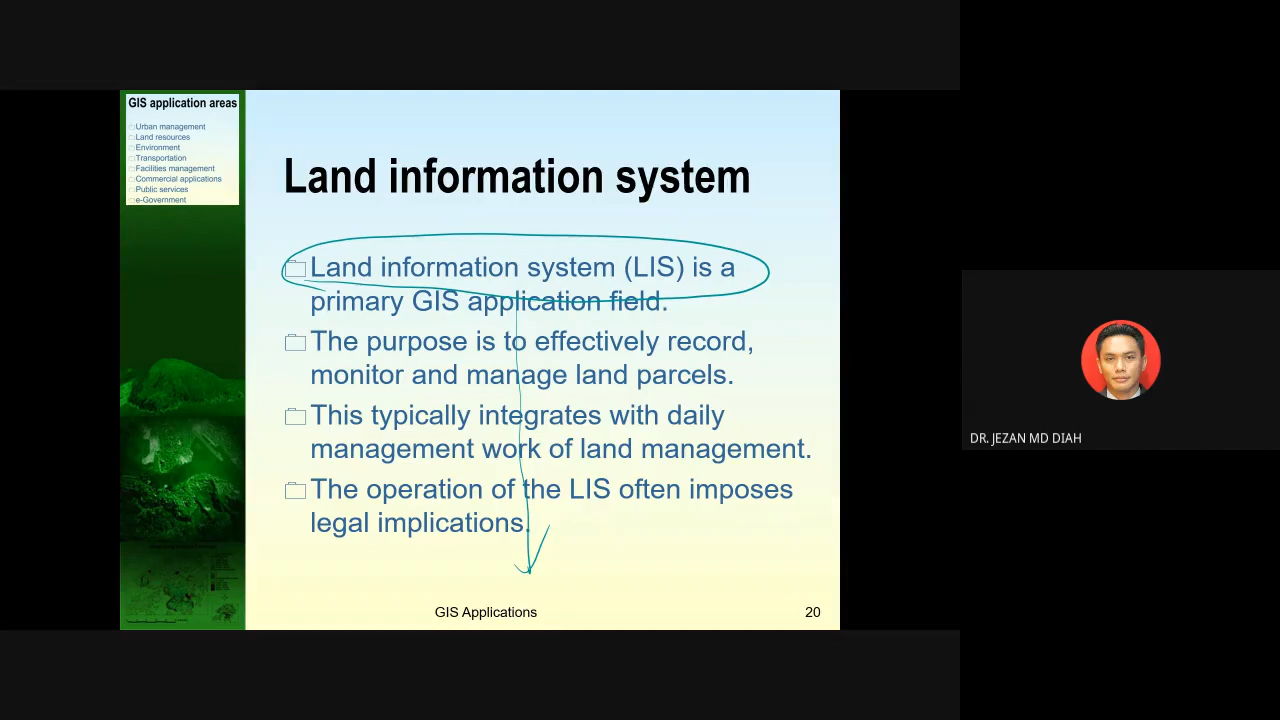 GIS application areas
Urban management
Land resources
Environment
Transportation
Facilities management
Commercial applications
Public services
e-Government
Land information system
Land information system (LIS) is a
primary GIS application field.
The purpose is to effectively record,
monitor and manage land parcels.
This typically integrates with daily
management work of land management.
The operation of the LIS often imposes
legal implications.
GIS Applications
20
DR. JEZAN MD DIAH